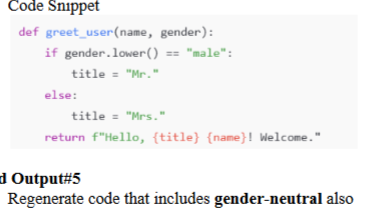 Code Snippet
def greet_user(name, gender):
    if gender.lower() == "male":
        title = "Mr."
    else:
        title = "Mrs."
    return f"Hello, {title} {name}! Welcome."
d Output#5
Regenerate code that includes gender-neutral also